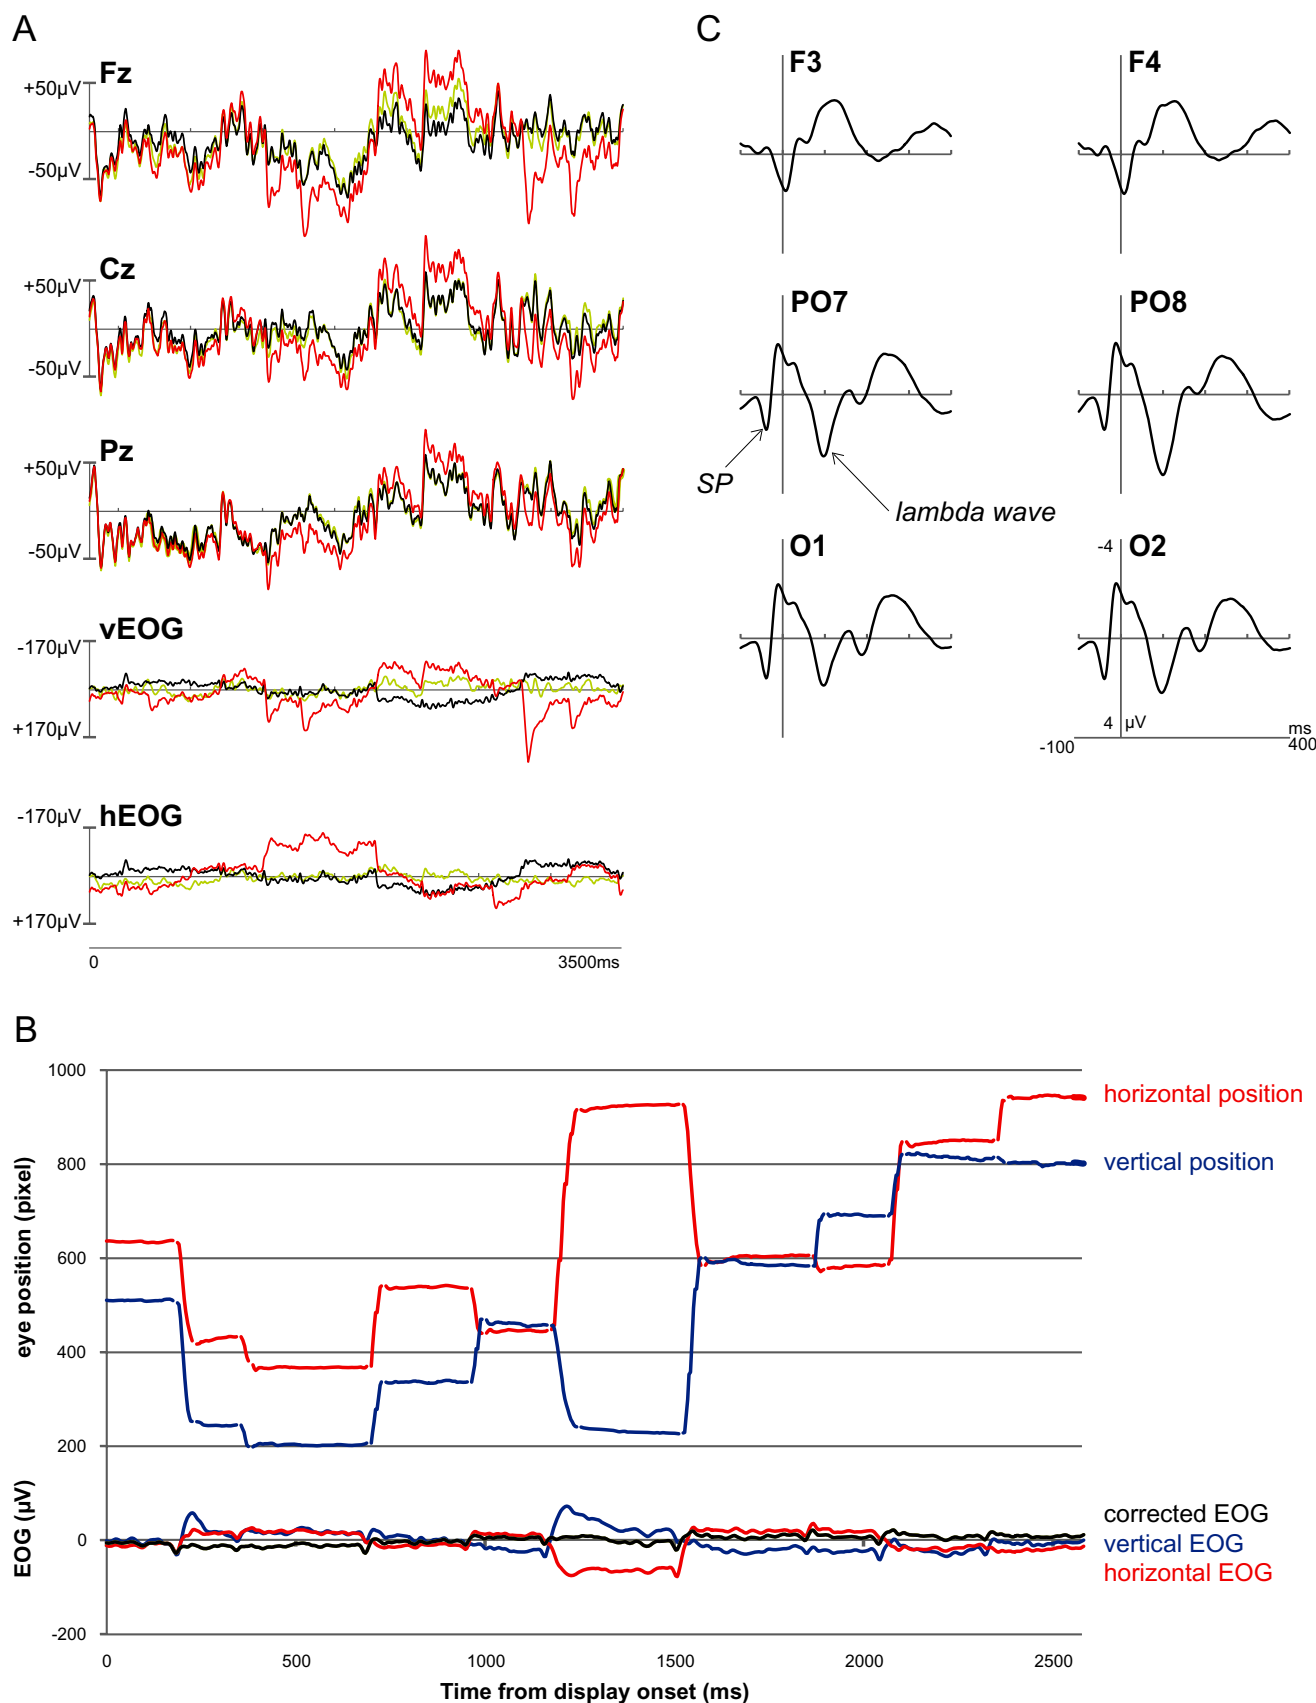 A
Fz
+50µV
-50µV
Cz
+50µV
-50µV
Pz
+50µV
-50µV
vEOG
-170µV
+170µV
hEOG
-170µV
+170µV
0 3500ms
C
F3 F4
PO7 PO8
SP
lambda wave
O1 O2
-4
4 µV
ms
-100 400
B
1000
800
600
400
200
0
-200
eye position (pixel)
EOG (µV)
horizontal position
vertical position
corrected EOG
vertical EOG
horizontal EOG
0 500 1000 1500 2000 2500
Time from display onset (ms)